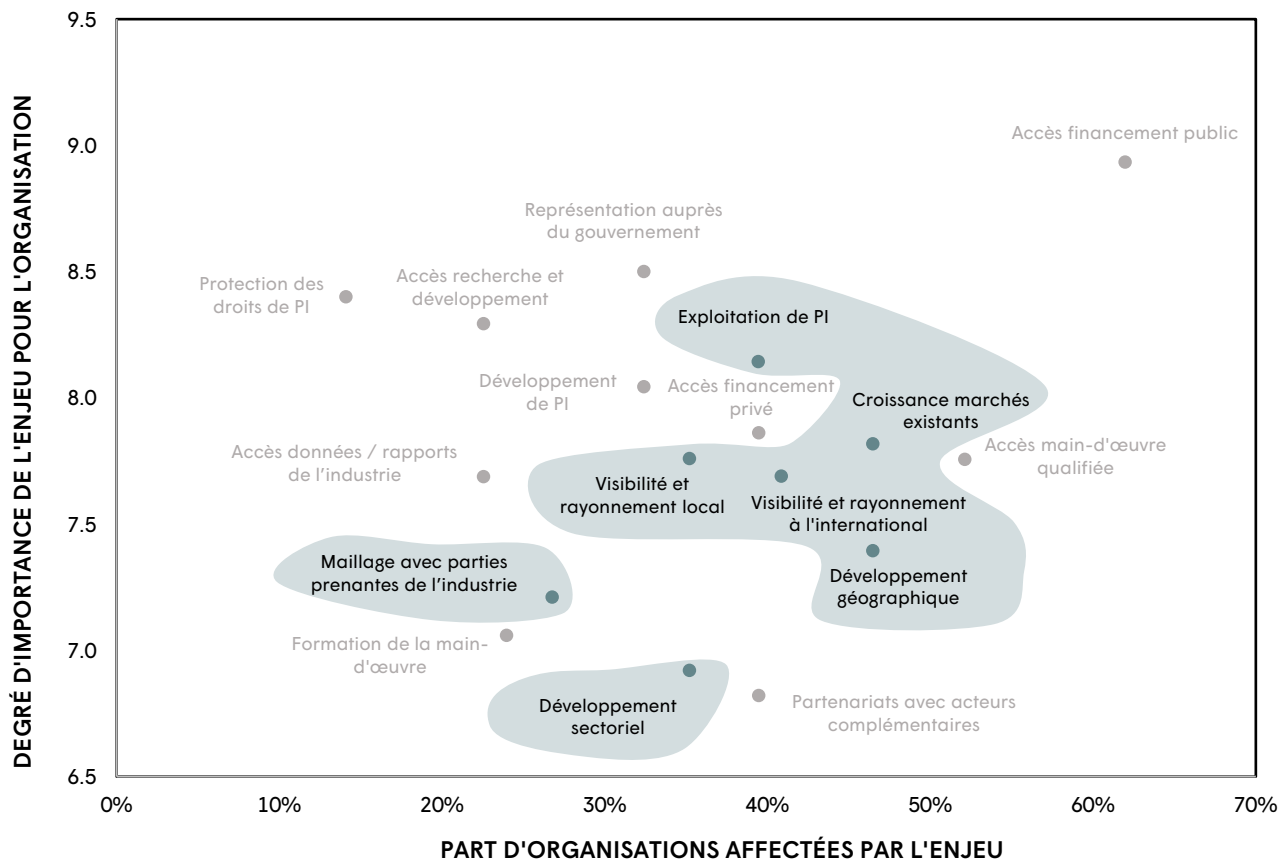 DEGRÉ D'IMPORTANCE DE L'ENJEU POUR L'ORGANISATION
9.5
9.0
8.5
8.0
7.5
7.0
6.5
Accès financement public
Représentation auprès
du gouvernement
Protection des
droits de PI
Accès recherche et
développement
Exploitation de PI
Développement
de PI
Accès financement
privé
Croissance marchés
existants
Accès main-d'œuvre
qualifiée
Accès données / rapports
de l’industrie
Visibilité et
rayonnement local
Visibilité et rayonnement
à l'international
Maillage avec parties
prenantes de l’industrie
Développement
géographique
Formation de la main-
d'œuvre
Développement
sectoriel
Partenariats avec acteurs
complémentaires
0%
10%
20%
30%
40%
50%
60%
70%
PART D'ORGANISATIONS AFFECTÉES PAR L'ENJEU